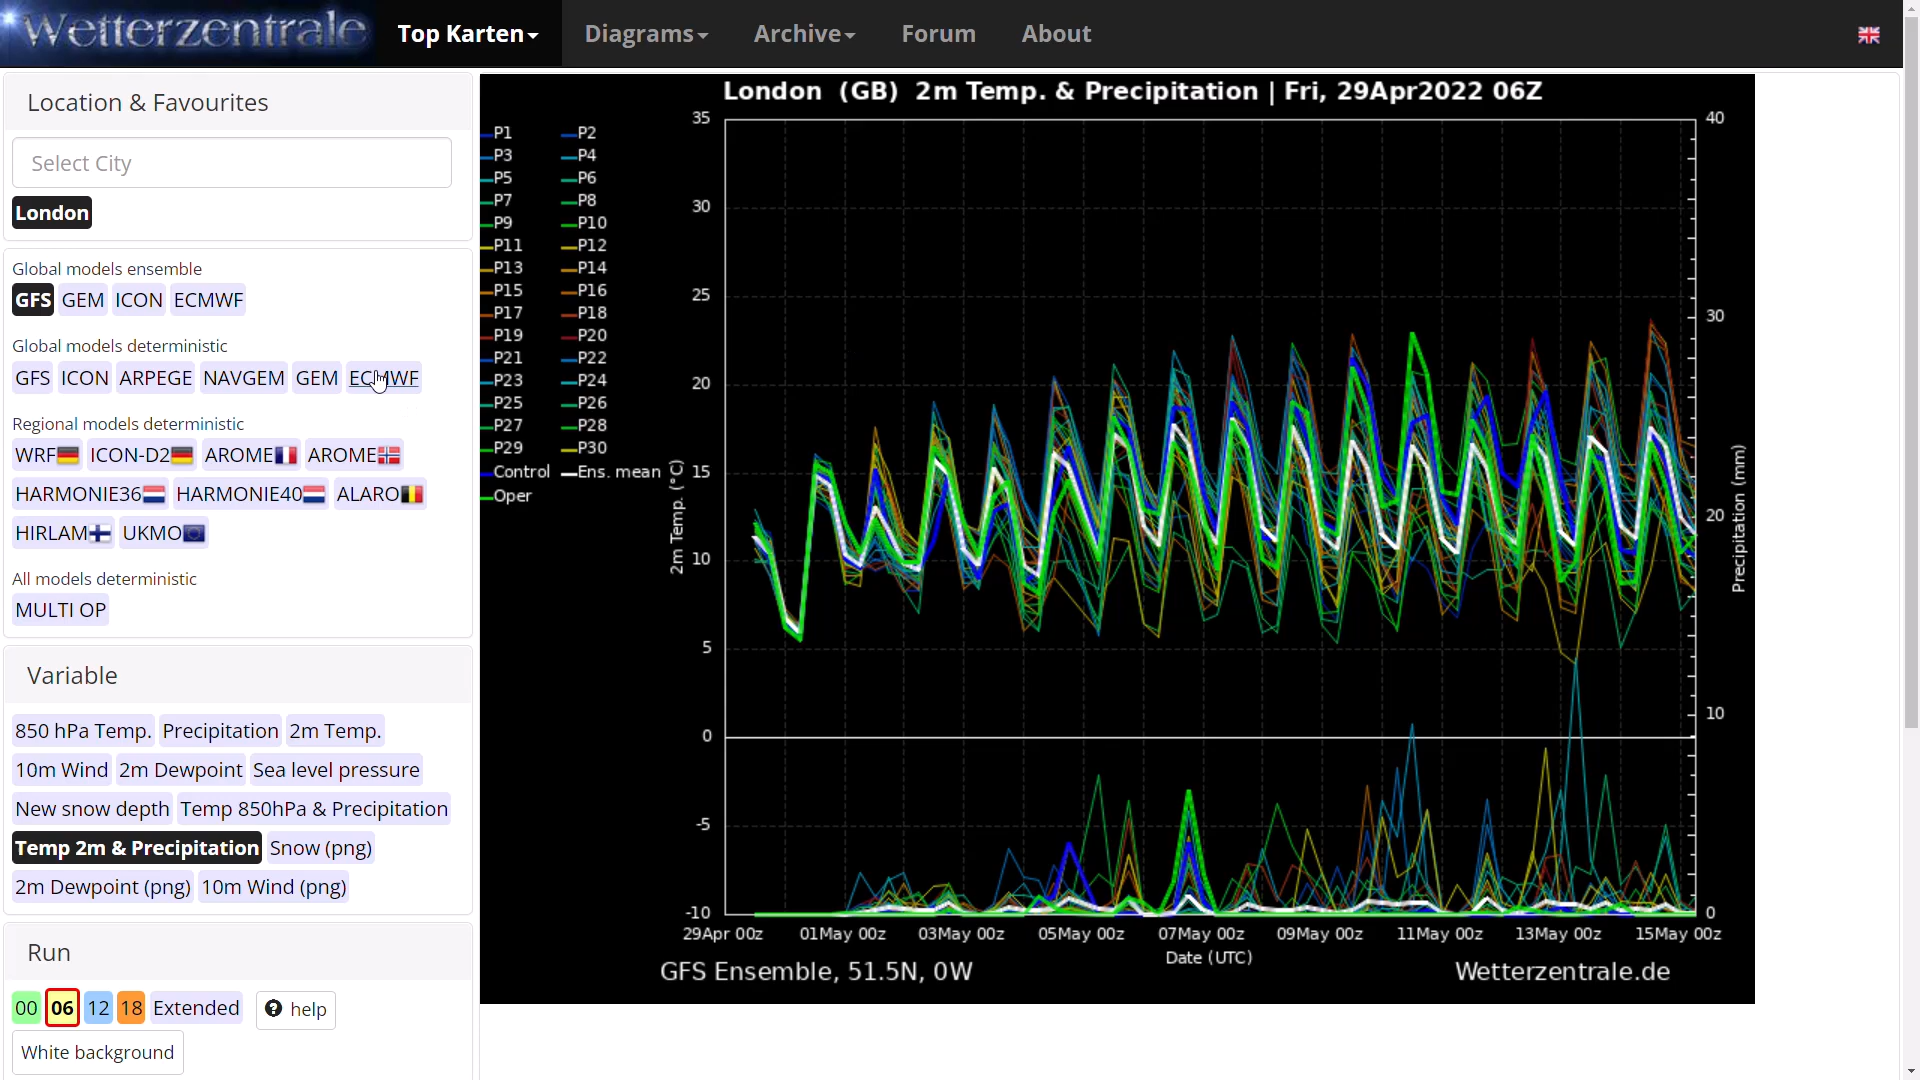 Wetterzentrale
Top Karten
Diagrams
Archive
Forum
About
Location & Favourites
Select City
London
Global models ensemble
GFS GEM ICON ECMWF
Global models deterministic
GFS ICON ARPEGE NAVGEM GEM ECMWF
Regional models deterministic
WRF ICON-D2 AROME AROME
HARMONIE36 HARMONIE40 ALARO
HIRLAM UKMO
All models deterministic
MULTI OP
Variable
850 hPa Temp. Precipitation 2m Temp.
10m Wind 2m Dewpoint Sea level pressure
New snow depth Temp 850hPa & Precipitation
Temp 2m & Precipitation Snow (png)
2m Dewpoint (png) 10m Wind (png)
Run
00 06 12 18 Extended help
White background
London (GB) 2m Temp. & Precipitation | Fri, 29Apr2022 06Z
P1 P2
P3 P4
P5 P6
P7 P8
P9 P10
P11 P12
P13 P14
P15 P16
P17 P18
P19 P20
P21 P22
P23 P24
P25 P26
P27 P28
P29 P30
Control Ens. mean
Oper
35
30
25
20
15
10
5
0
-5
-10
2m Temp. (°C)
40
30
20
10
0
Precipitation (mm)
29Apr 00z 01May 00z 03May 00z 05May 00z 07May 00z 09May 00z 11May 00z 13May 00z 15May 00z
Date (UTC)
GFS Ensemble, 51.5N, 0W
Wetterzentrale.de